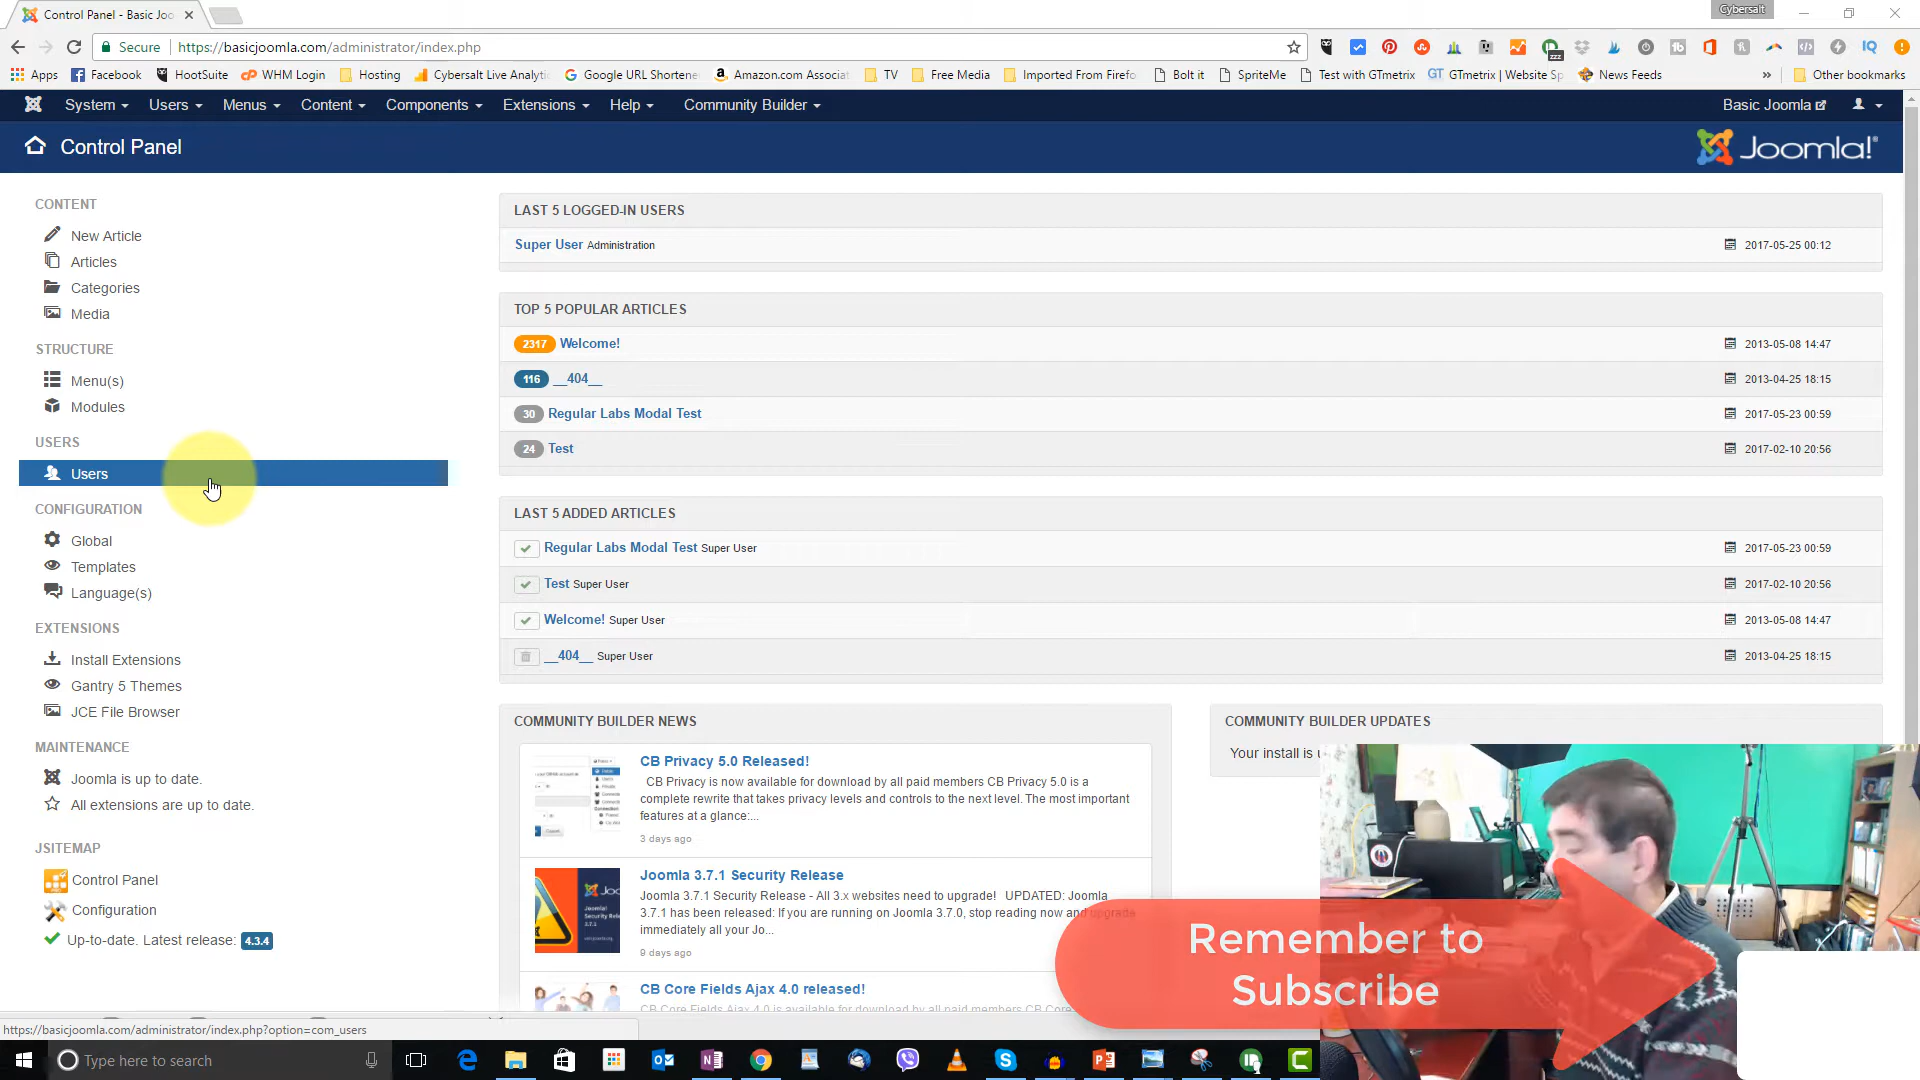 Control Panel - Basic Joo
Cybersalt
Secure
https://basicjoomla.com/administrator/index.php
Apps
Facebook
HootSuite
WHM Login
Hosting
Cybersalt Live Analytic
Google URL Shortene
Amazon.com Associat
TV
Free Media
Imported From Firefo
Bolt it
SpriteMe
Test with GTmetrix
GTmetrix | Website Sp
News Feeds
»
Other bookmarks
System Users Menus Content Components Extensions Help Community Builder
Basic Joomla
Control Panel
Joomla!
CONTENT
New Article
Articles
Categories
Media
STRUCTURE
Menu(s)
Modules
USERS
Users
CONFIGURATION
Global
Templates
Language(s)
EXTENSIONS
Install Extensions
Gantry 5 Themes
JCE File Browser
MAINTENANCE
Joomla is up to date.
All extensions are up to date.
JSITEMAP
Control Panel
Configuration
Up-to-date. Latest release: 4.3.4
LAST 5 LOGGED-IN USERS
Super User Administration 2017-05-25 00:12
TOP 5 POPULAR ARTICLES
2317 Welcome! 2013-05-08 14:47
116 __404__ 2013-04-25 18:15
30 Regular Labs Modal Test 2017-05-23 00:59
24 Test 2017-02-10 20:56
LAST 5 ADDED ARTICLES
Regular Labs Modal Test Super User 2017-05-23 00:59
Test Super User 2017-02-10 20:56
Welcome! Super User 2013-05-08 14:47
__404__ Super User 2013-04-25 18:15
COMMUNITY BUILDER NEWS
CB Privacy 5.0 Released!
CB Privacy is now available for download by all paid members CB Privacy 5.0 is a
complete rewrite that takes privacy levels and controls to the next level. The most important
features at a glance:...
3 days ago
Joomla 3.7.1 Security Release
Joomla 3.7.1 Security Release - All 3.x websites need to upgrade! UPDATED: Joomla
3.7.1 has been released: If you are running on Joomla 3.7.0, stop reading now and upgrade
immediately all your Jo...
9 days ago
CB Core Fields Ajax 4.0 released!
CB Core Fields Ajax 4.0 is available for download by all paid members CB Core
COMMUNITY BUILDER UPDATES
Your install is u
Remember to
Subscribe
https://basicjoomla.com/administrator/index.php?option=com_users
Type here to search